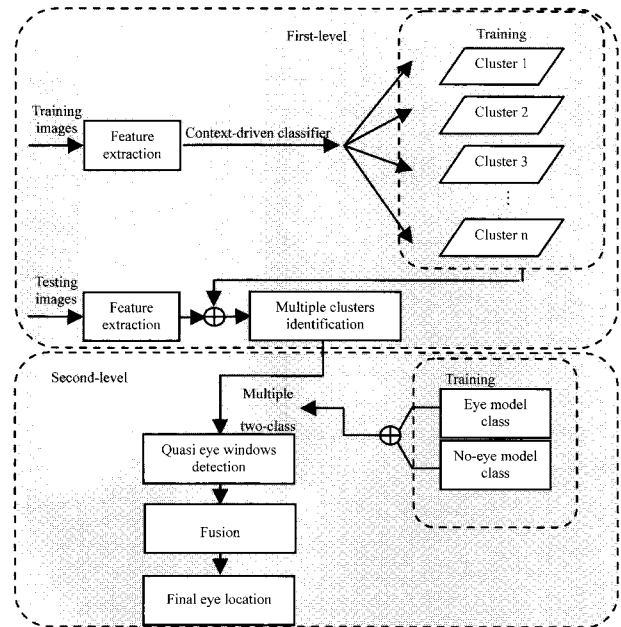 First-level
Training
Cluster 1
Training
images
Feature
extraction
Context-driven classifier
Cluster 2
Cluster 3
Cluster n
Testing
images
Feature
extraction
Multiple clusters
identification
Second-level
Multiple
two-class
Training
Eye model
class
No-eye model
class
Quasi eye windows
detection
Fusion
Final eye location